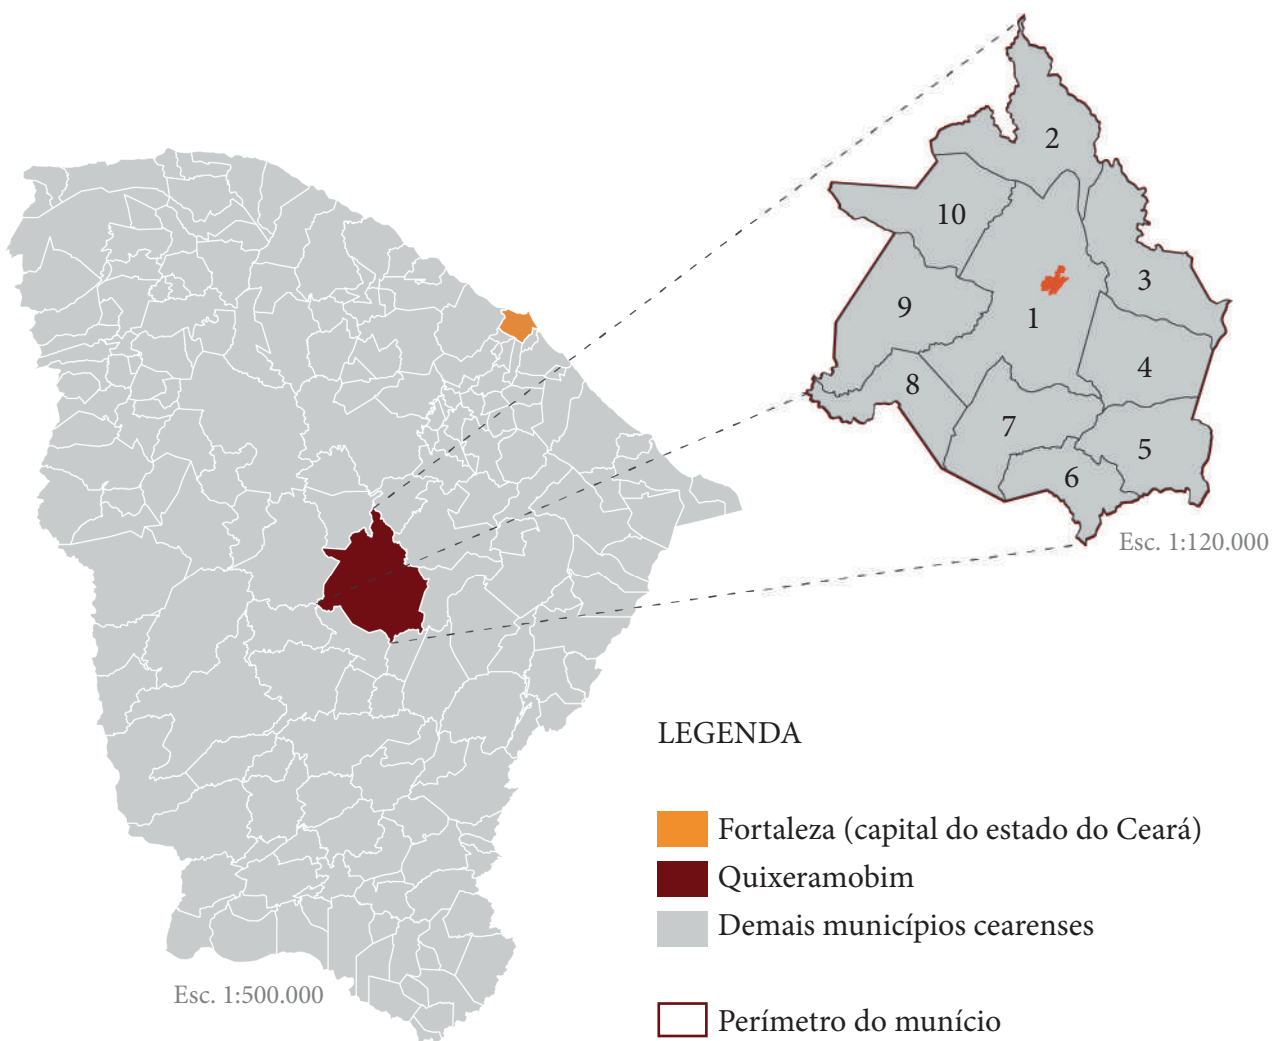 2
10
3
9
1
4
8
7
5
6
Esc. 1:120.000
LEGENDA
Fortaleza (capital do estado do Ceará)
Quixeramobim
Demais municípios cearenses
Esc. 1:500.000
Perímetro do munício